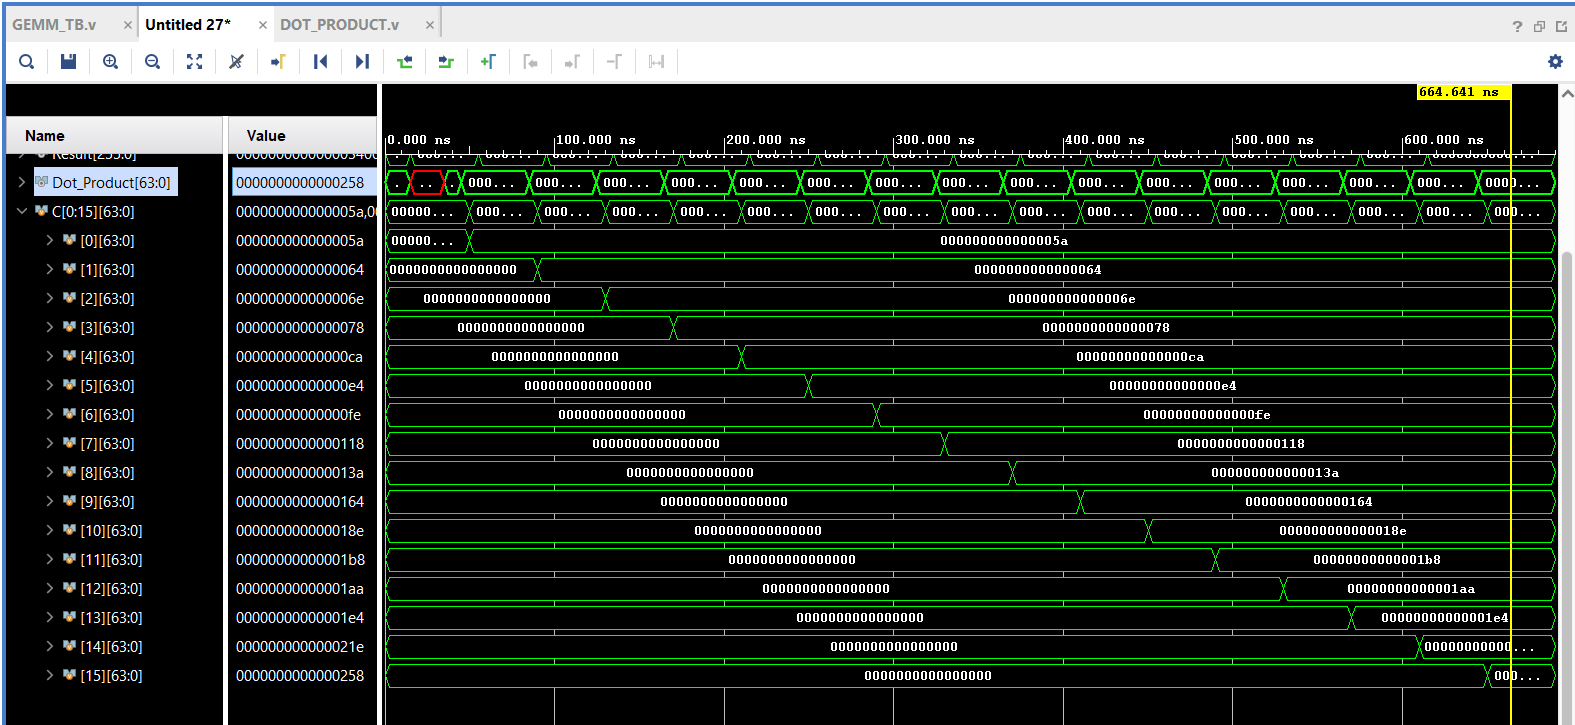 GEMM_TB.v × Untitled 27* × DOT_PRODUCT.v ×
?
664.641 ns
Name Value
0.000 ns 100.000 ns 200.000 ns 300.000 ns 400.000 ns 500.000 ns 600.000 ns
Dot_Product[63:0] 0000000000000258 ... ... ... 000... 000... 000... 000... 000... 000... 000... 000... 000... 000... 000... 000... 000... 000... 000... 0000...
C[0:15][63:0] 000000000000005a,00 00000... 000... 000... 000... 000... 000... 000... 000... 000... 000... 000... 000... 000... 000... 000... 000... 000...
[0][63:0] 000000000000005a 00000... 000000000000005a
[1][63:0] 0000000000000064 0000000000000000 0000000000000064
[2][63:0] 000000000000006e 0000000000000000 000000000000006e
[3][63:0] 0000000000000078 0000000000000000 0000000000000078
[4][63:0] 00000000000000ca 0000000000000000 00000000000000ca
[5][63:0] 00000000000000e4 0000000000000000 00000000000000e4
[6][63:0] 00000000000000fe 0000000000000000 00000000000000fe
[7][63:0] 0000000000000118 0000000000000000 0000000000000118
[8][63:0] 000000000000013a 0000000000000000 000000000000013a
[9][63:0] 0000000000000164 0000000000000000 0000000000000164
[10][63:0] 000000000000018e 0000000000000000 000000000000018e
[11][63:0] 00000000000001b8 0000000000000000 00000000000001b8
[12][63:0] 00000000000001aa 0000000000000000 00000000000001aa
[13][63:0] 00000000000001e4 0000000000000000 00000000000001e4
[14][63:0] 000000000000021e 0000000000000000 00000000000...
[15][63:0] 0000000000000258 0000000000000000 000...